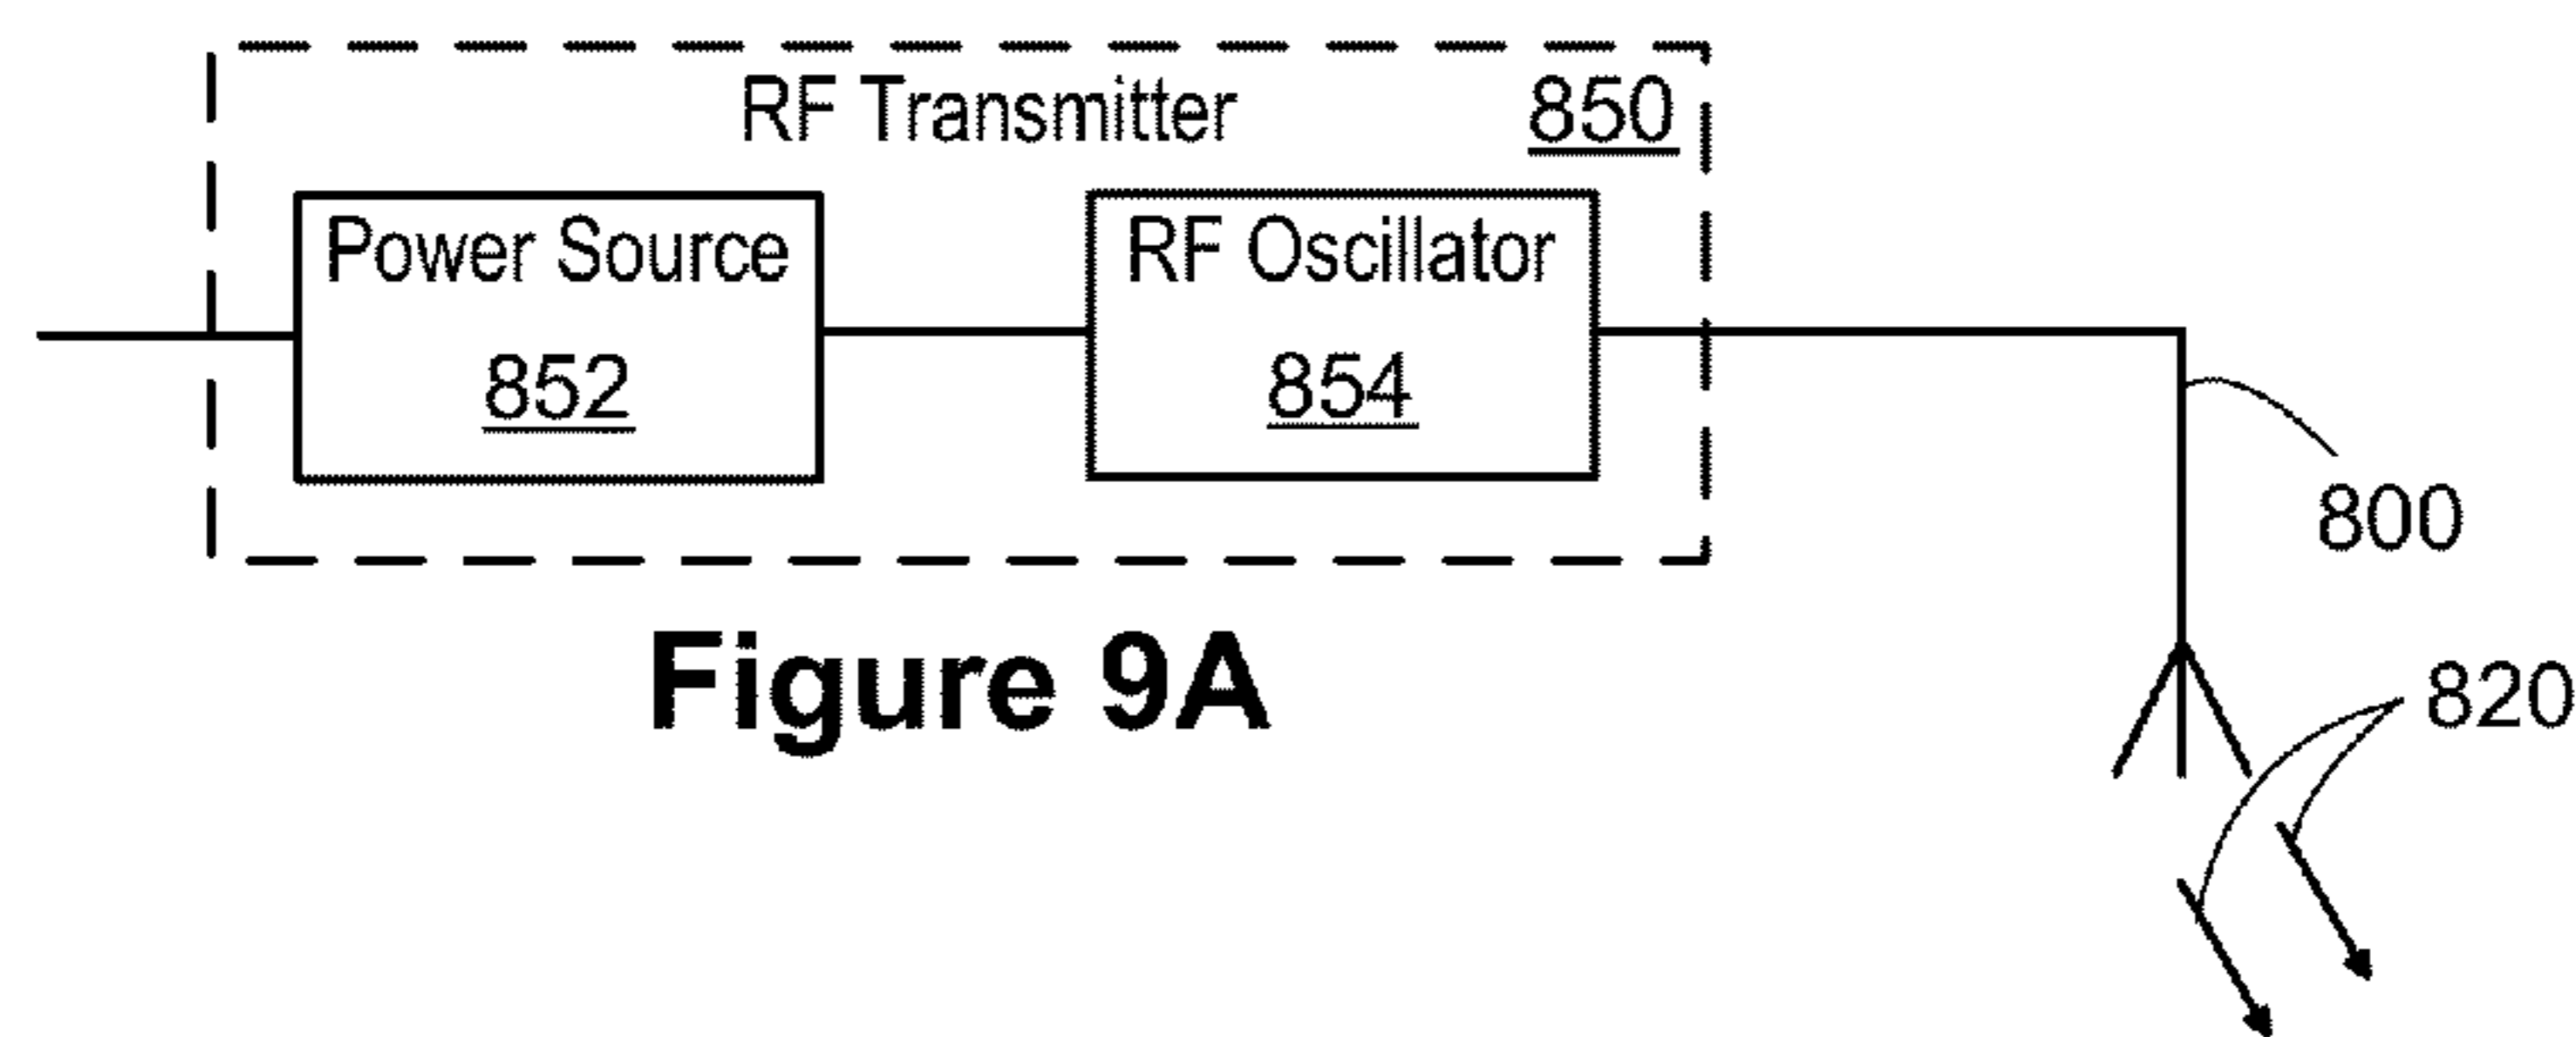 RF Transmitter 850
Power Source
852
RF Oscillator
854
800
820
Figure 9A